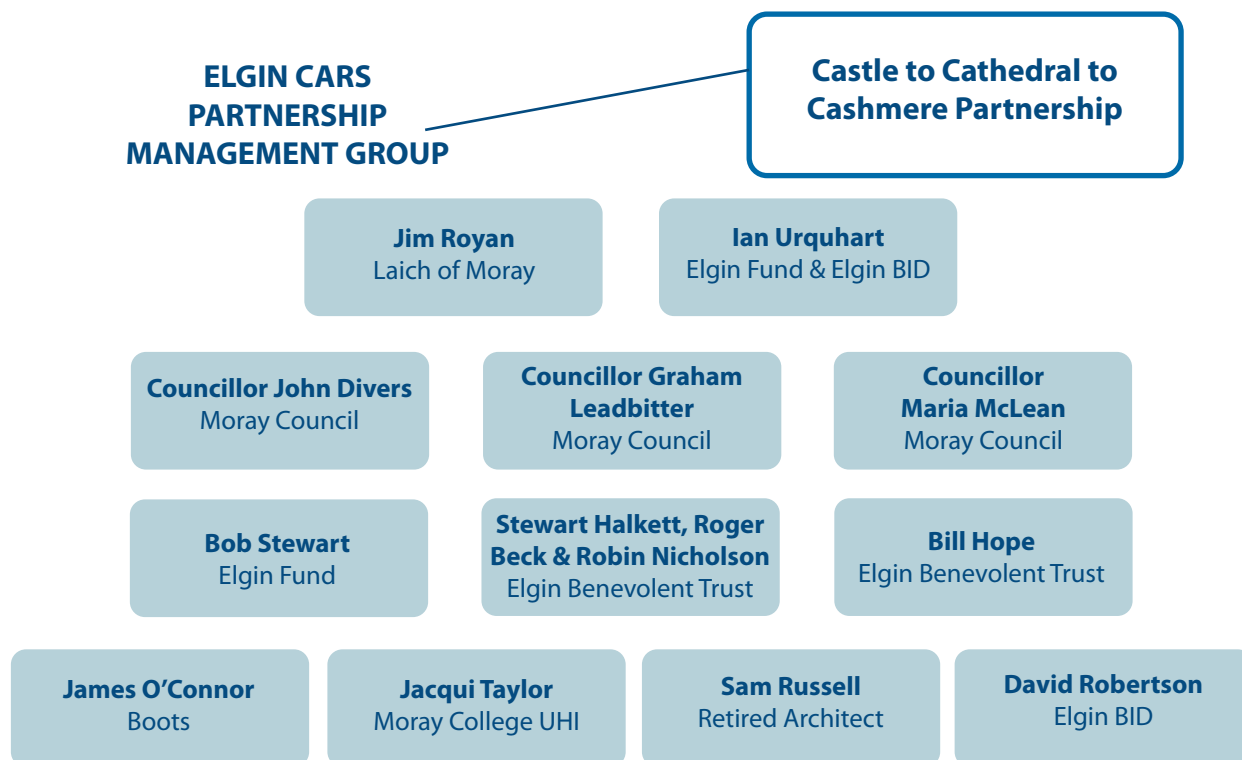 ELGIN CARS
PARTNERSHIP
MANAGEMENT GROUP
Castle to Cathedral to
Cashmere Partnership
Jim Royan
Laich of Moray
Ian Urquhart
Elgin Fund & Elgin BID
Councillor John Divers
Moray Council
Councillor Graham
Leadbitter
Moray Council
Councillor
Maria McLean
Moray Council
Bob Stewart
Elgin Fund
Stewart Halkett, Roger
Beck & Robin Nicholson
Elgin Benevolent Trust
Bill Hope
Elgin Benevolent Trust
James O’Connor
Boots
Jacqui Taylor
Moray College UHI
Sam Russell
Retired Architect
David Robertson
Elgin BID